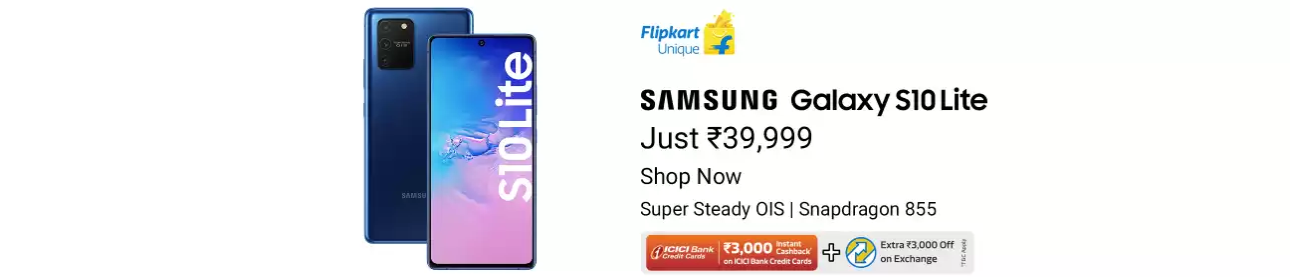 SAMSUNG
S10 Lite
Flipkart
Unique
SAMSUNG Galaxy S10 Lite
Just ₹39,999
Shop Now
Super Steady OIS | Snapdragon 855
ICICI Bank
Credit Cards
₹3,000 Instant Cashback*
on ICICI Bank Credit Cards
+
Extra ₹3,000 Off
on Exchange
*T&C Apply